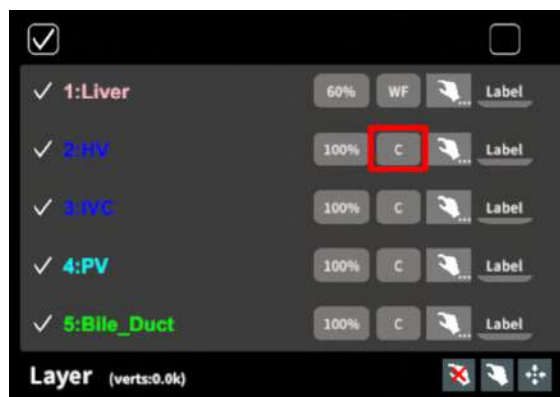 1:Liver 60% WF Label
2:HV 100% C Label
3:IVC 100% C Label
4:PV 100% C Label
5:Bile_Duct 100% C Label
Layer (verts:0.0k)